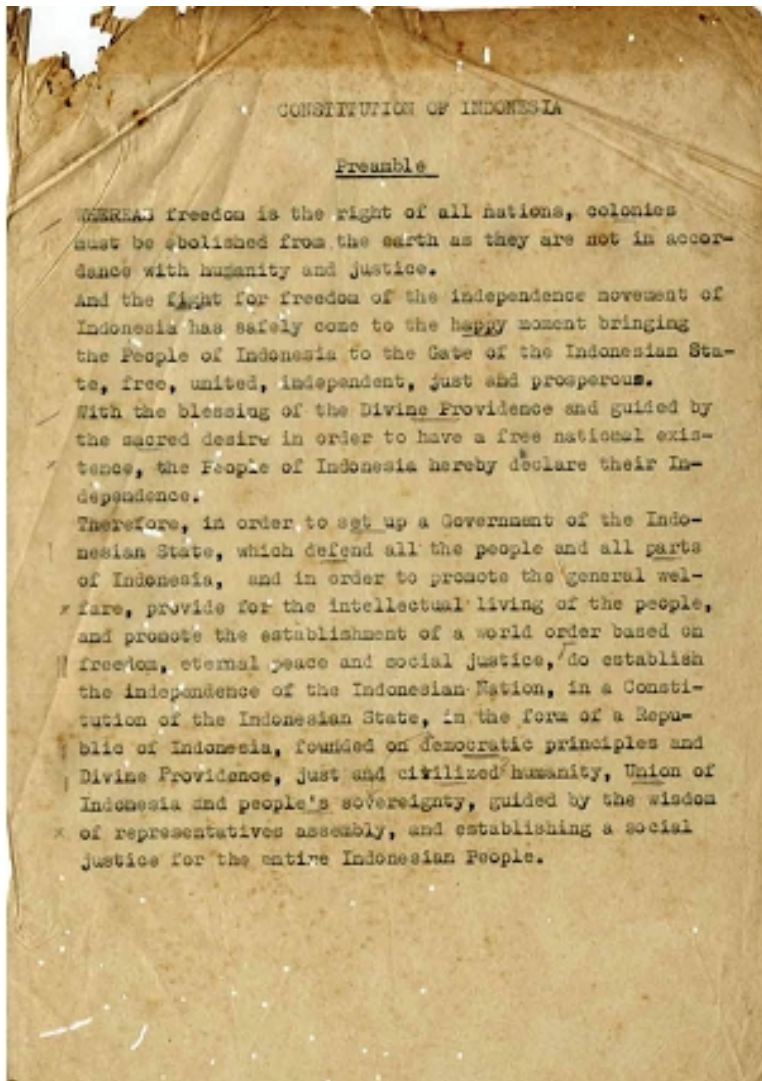 CONSTITUTION OF INDONESIA
Preamble
WHEREAS freedom is the right of all nations, colonies
must be abolished from the earth as they are not in accor-
dance with humanity and justice.
And the fight for freedom of the independence movement of
Indonesia has safely come to the happy moment bringing
the People of Indonesia to the Gate of the Indonesian Sta-
te, free, united, independent, just and prosperous.
With the blessing of the Divine Providence and guided by
the sacred desire in order to have a free national exis-
tence, the People of Indonesia hereby declare their In-
dependence.
Therefore, in order to set up a Government of the Indo-
nesian State, which defend all the people and all parts
of Indonesia, and in order to promote the general wel-
fare, provide for the intellectual living of the people,
and promote the establishment of a world order based on
freedom, eternal peace and social justice, do establish
the independence of the Indonesian Nation, in a Consti-
tution of the Indonesian State, in the form of a Repu-
blic of Indonesia, founded on democratic principles and
Divine Providence, just and civilized humanity, Union of
Indonesia and people's sovereignty, guided by the wisdom
of representatives assembly, and establishing a social
justice for the entire Indonesian People.